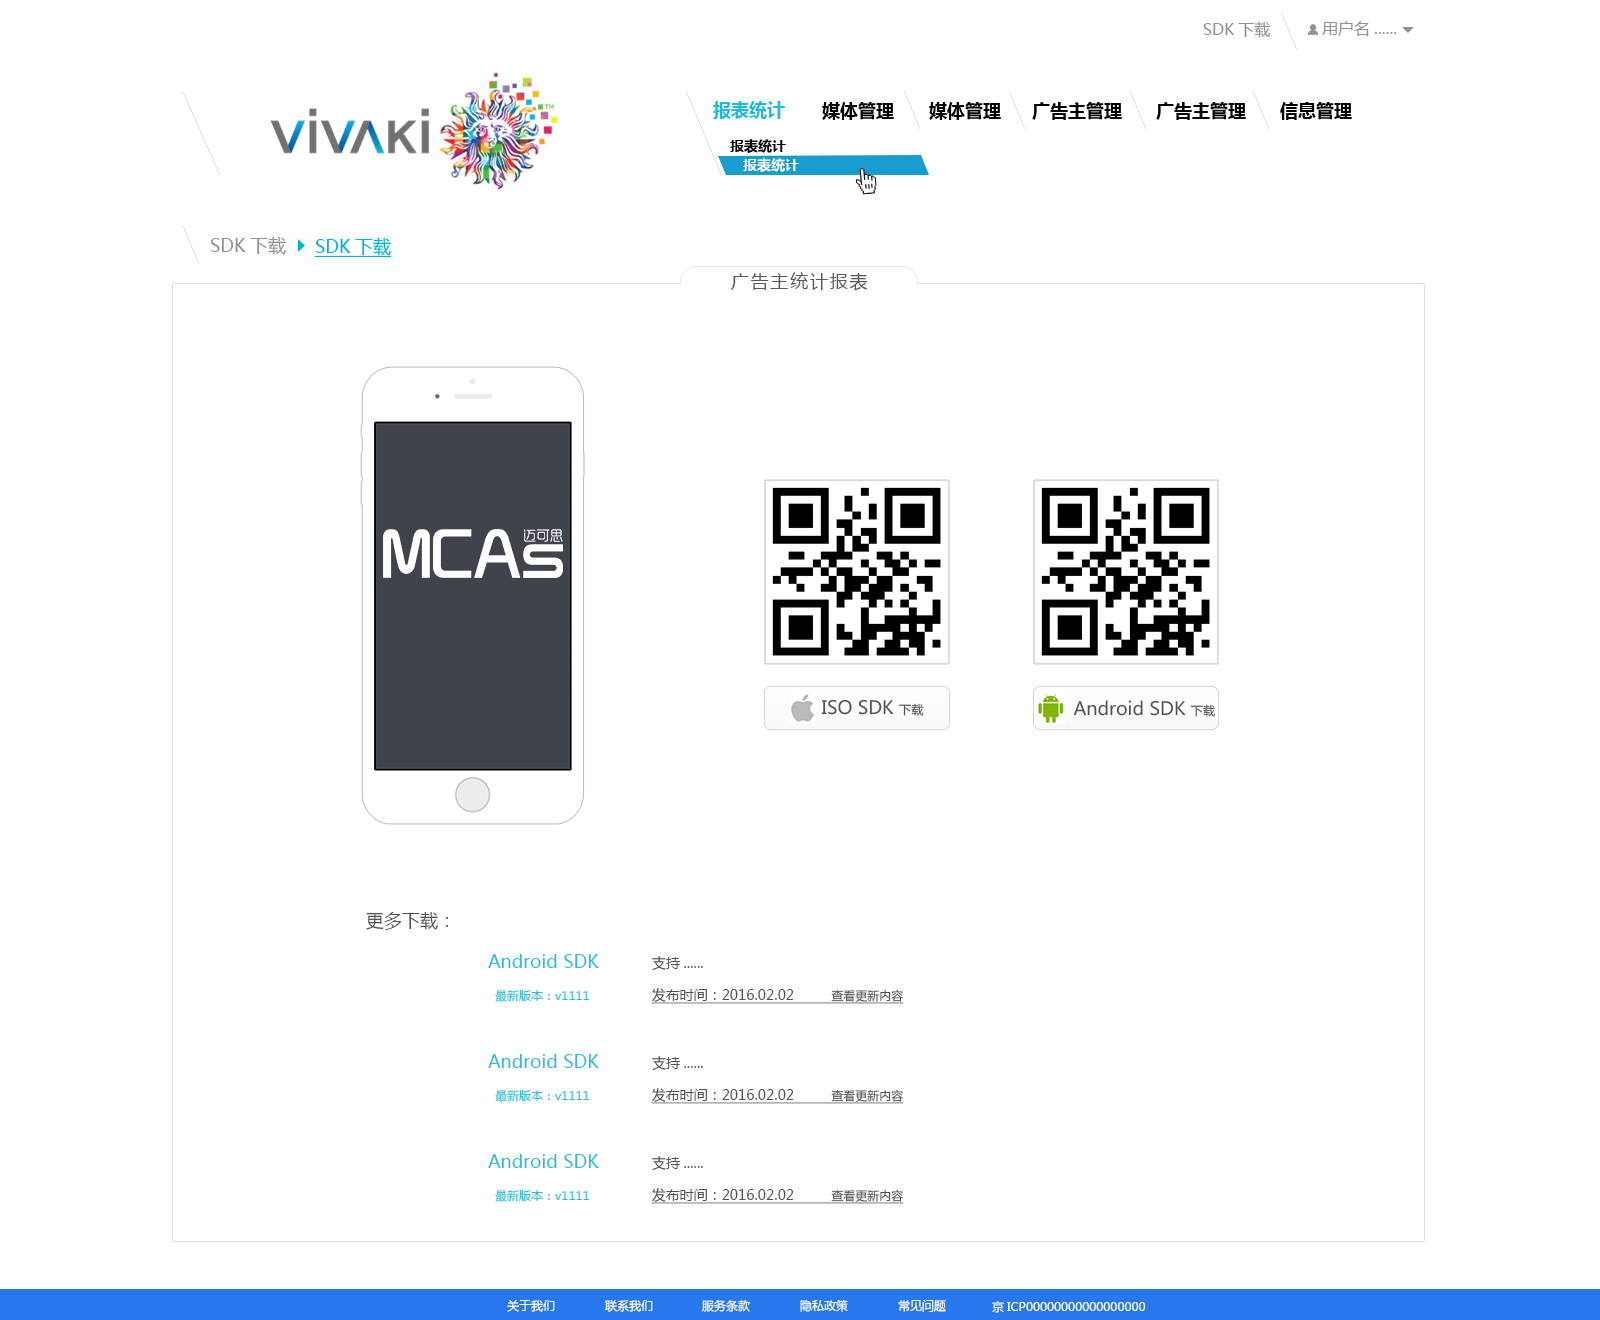 SDK 下载
用户名 ......
ViVAKi TM
报表统计 媒体管理 媒体管理 广告主管理 广告主管理 信息管理
报表统计
报表统计
SDK 下载 SDK 下载
广告主统计报表
MCAs 迈可思
ISO SDK 下载
Android SDK 下载
更多下载：
Android SDK 支持 ......
最新版本：v1111 发布时间：2016.02.02 查看更新内容
Android SDK 支持 ......
最新版本：v1111 发布时间：2016.02.02 查看更新内容
Android SDK 支持 ......
最新版本：v1111 发布时间：2016.02.02 查看更新内容
关于我们 联系我们 服务条款 隐私政策 常见问题 京 ICP00000000000000000